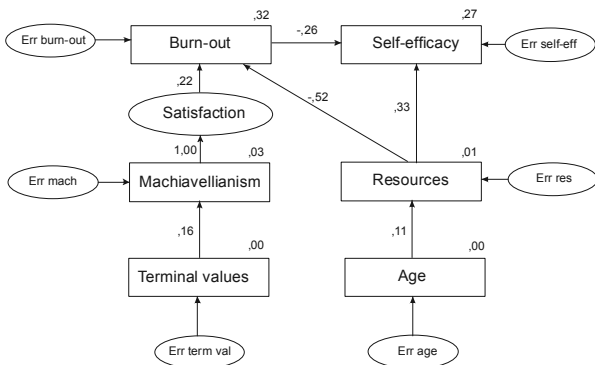 ,32
,27
Err burn-out
Burn-out
-,26
Self-efficacy
Err self-eff
,22
-,52
,33
Satisfaction
1,00
,03
,01
Err mach
Machiavellianism
Resources
Err res
,16
,00
,11
,00
Terminal values
Age
Err term val
Err age